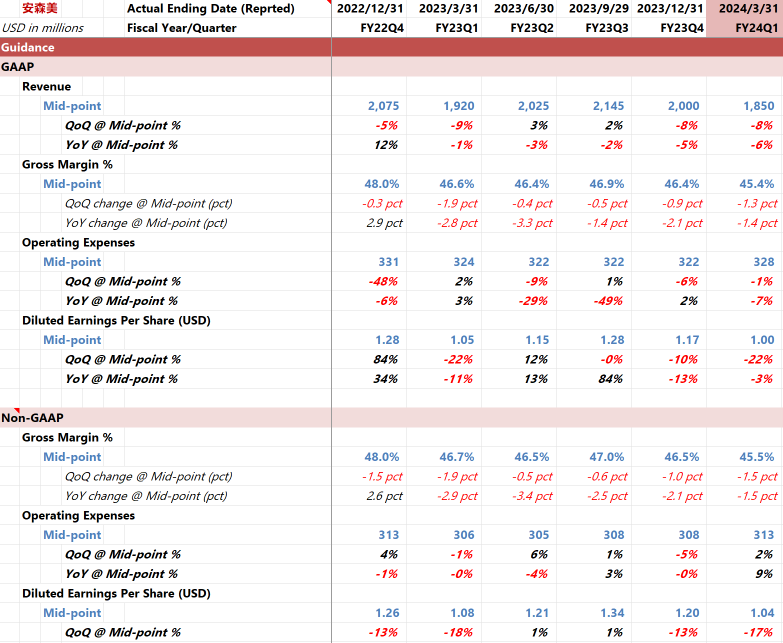 安森美 Actual Ending Date (Reprted) 2022/12/31 2023/3/31 2023/6/30 2023/9/29 2023/12/31 2024/3/31
USD in millions Fiscal Year/Quarter FY22Q4 FY23Q1 FY23Q2 FY23Q3 FY23Q4 FY24Q1
Guidance
GAAP
Revenue
Mid-point 2,075 1,920 2,025 2,145 2,000 1,850
QoQ @ Mid-point % -5% -9% 3% 2% -8% -8%
YoY @ Mid-point % 12% -1% -3% -2% -5% -6%
Gross Margin %
Mid-point 48.0% 46.6% 46.4% 46.9% 46.4% 45.4%
QoQ change @ Mid-point (pct) -0.3 pct -1.9 pct -0.4 pct -0.5 pct -0.9 pct -1.3 pct
YoY change @ Mid-point (pct) 2.9 pct -2.8 pct -3.3 pct -1.4 pct -2.1 pct -1.4 pct
Operating Expenses
Mid-point 331 324 322 322 322 328
QoQ @ Mid-point % -48% 2% -9% 1% -6% -1%
YoY @ Mid-point % -6% 3% -29% -49% 2% -7%
Diluted Earnings Per Share (USD)
Mid-point 1.28 1.05 1.15 1.28 1.17 1.00
QoQ @ Mid-point % 84% -22% 12% -0% -10% -22%
YoY @ Mid-point % 34% -11% 13% 84% -13% -3%
Non-GAAP
Gross Margin %
Mid-point 48.0% 46.7% 46.5% 47.0% 46.5% 45.5%
QoQ change @ Mid-point (pct) -1.5 pct -1.9 pct -0.5 pct -0.6 pct -1.0 pct -1.5 pct
YoY change @ Mid-point (pct) 2.6 pct -2.9 pct -3.4 pct -2.5 pct -2.1 pct -1.5 pct
Operating Expenses
Mid-point 313 306 305 308 308 313
QoQ @ Mid-point % 4% -1% 6% 1% -5% 2%
YoY @ Mid-point % -1% -0% -4% 3% -0% 9%
Diluted Earnings Per Share (USD)
Mid-point 1.26 1.08 1.21 1.34 1.20 1.04
QoQ @ Mid-point % -13% -18% 1% 1% -13% -17%